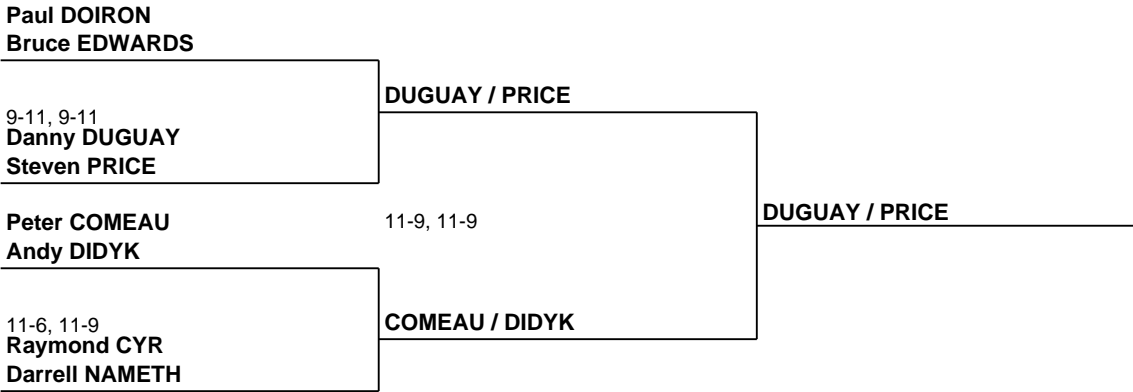 Paul DOIRON
Bruce EDWARDS
DUGUAY / PRICE
9-11, 9-11
Danny DUGUAY
Steven PRICE
Peter COMEAU
11-9, 11-9
DUGUAY / PRICE
Andy DIDYK
COMEAU / DIDYK
11-6, 11-9
Raymond CYR
Darrell NAMETH